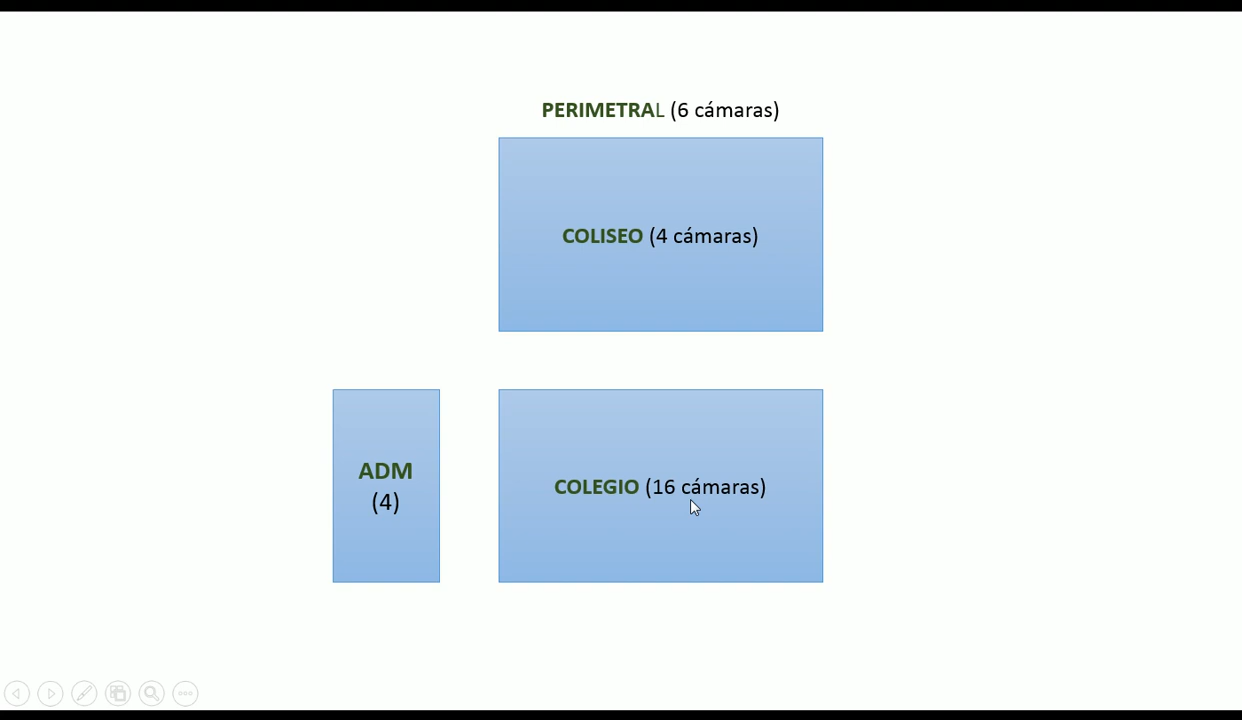 PERIMETRAL (6 cámaras)
COLISEO (4 cámaras)
ADM
(4)
COLEGIO (16 cámaras)